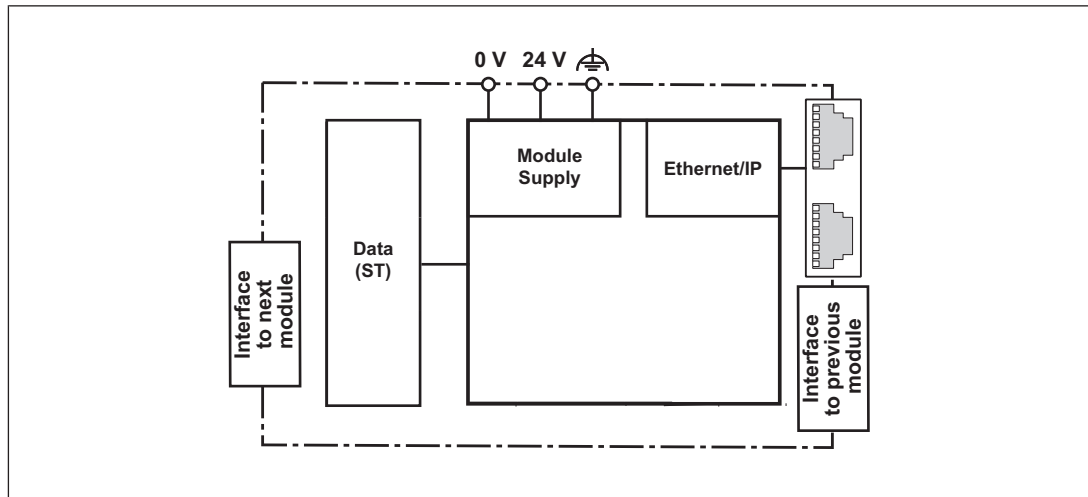 0 V 24 V
Module
Supply
Ethernet/IP
Data
(ST)
Interface
to next
module
Interface
to previous
module